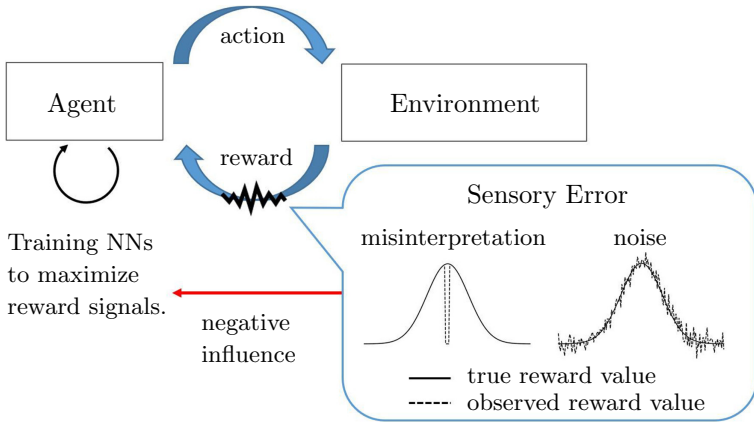 action
Agent
Environment
reward
Sensory Error
misinterpretation
noise
Training NNs
to maximize
reward signals.
negative
influence
true reward value
observed reward value